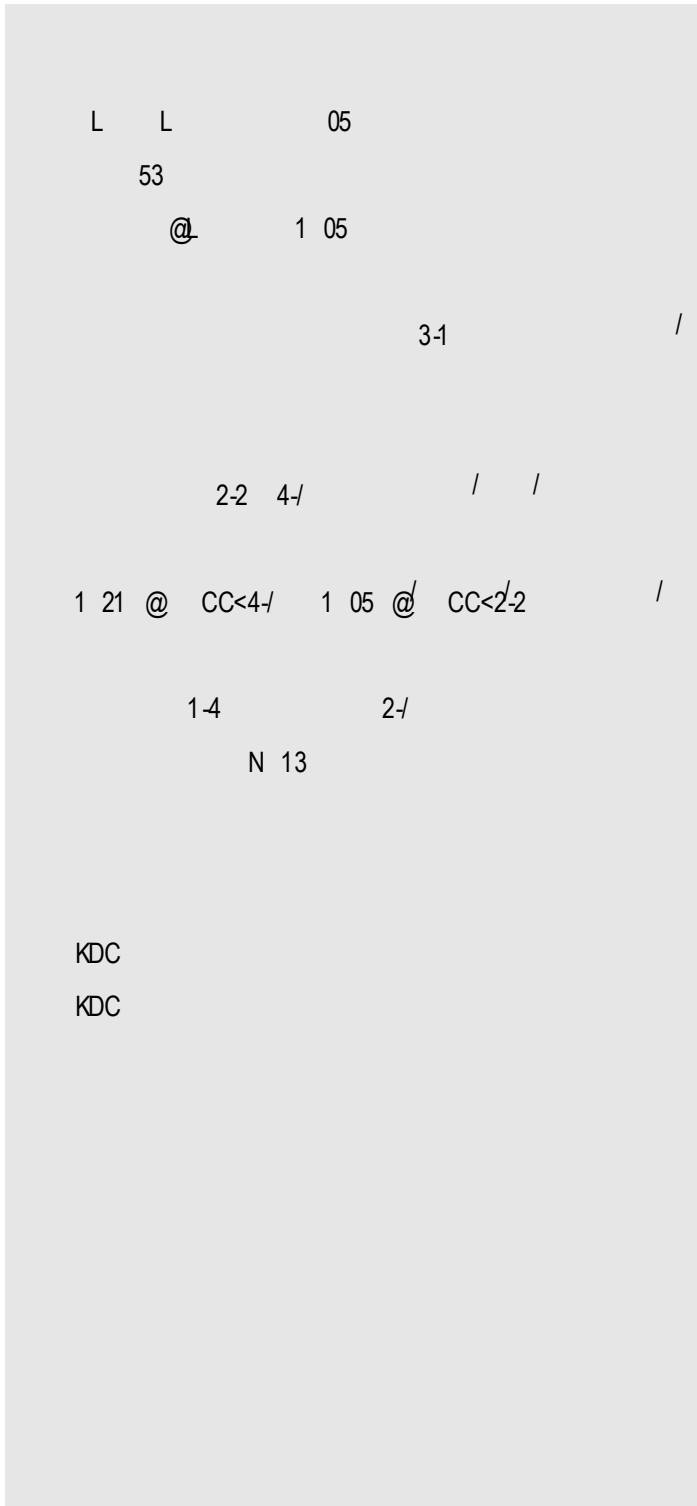 L L 05
53
@L 1 05
3-1 /
2-2 4-/ / /
1 21 @ CC<4-/ 1 05 @/ CC<2-/2 /
1-4 2-/
N 13
KDC
KDC